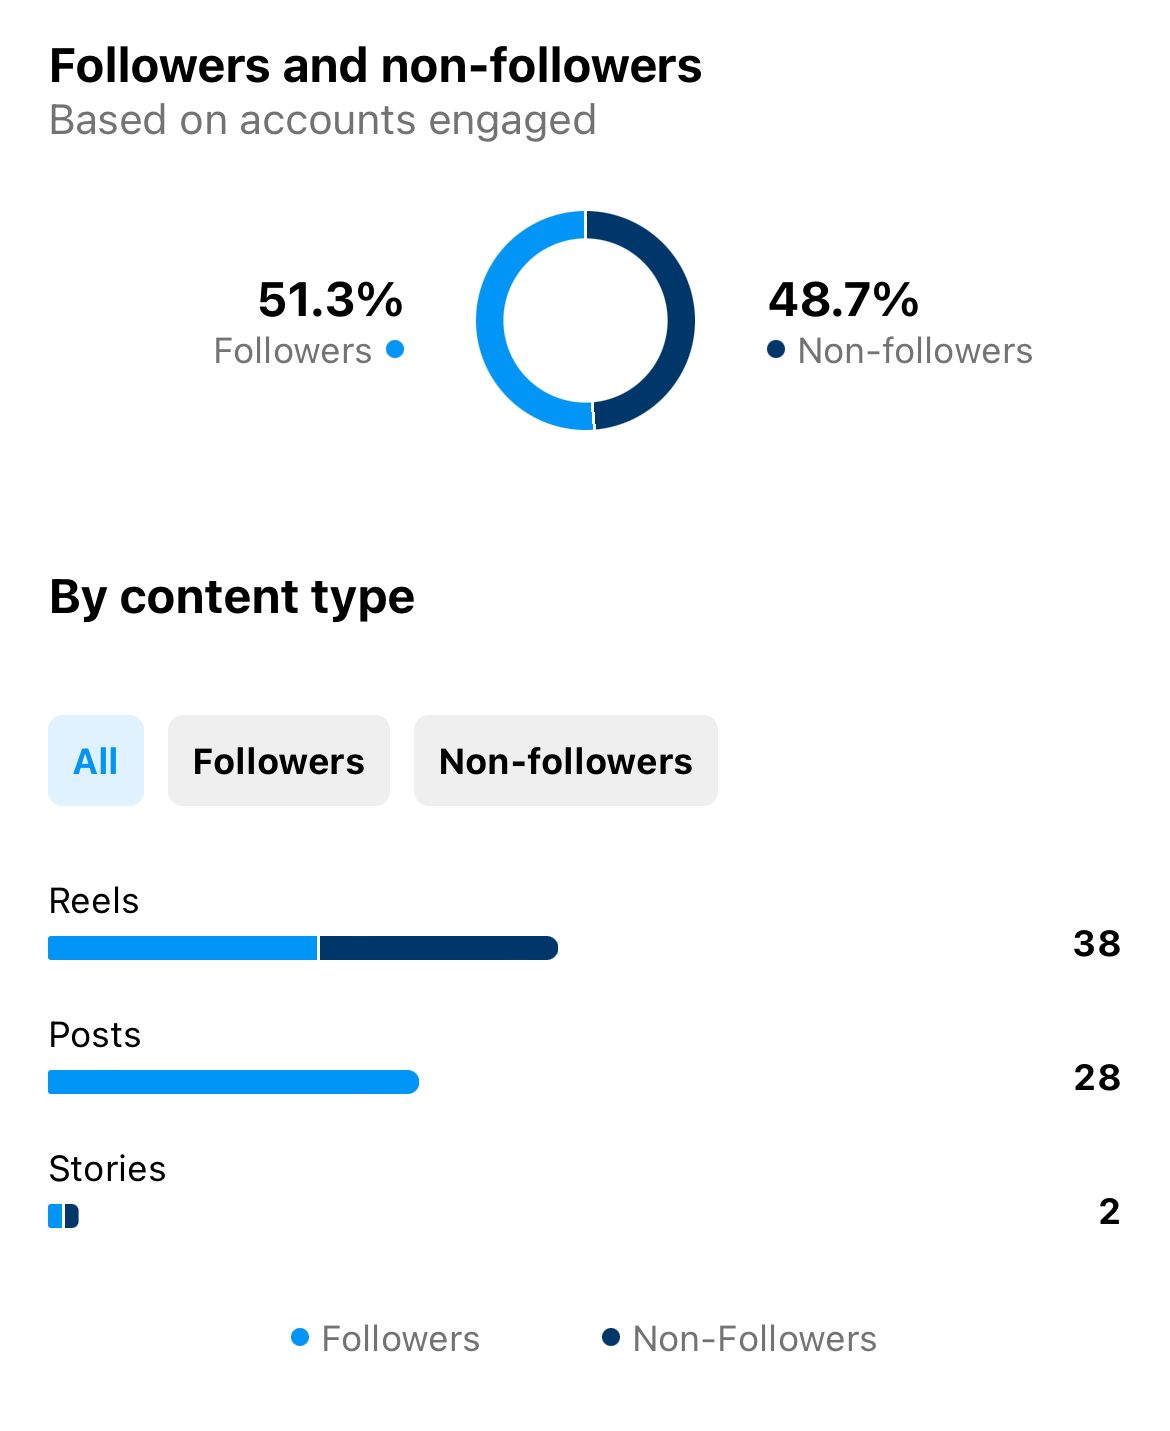 Followers and non-followers
Based on accounts engaged
51.3%
Followers
48.7%
Non-followers
By content type
All
Followers
Non-followers
Reels
38
Posts
28
Stories
2
Followers
Non-Followers